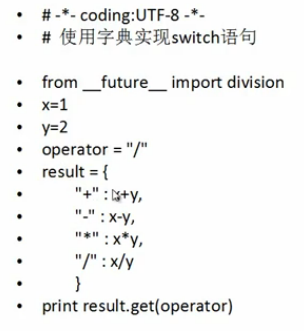 • # -*- coding:UTF-8 -*-
• # 使用字典实现switch语句
• from __future__ import division
• x=1
• y=2
• operator = "/"
• result = {
• "+" : x+y,
• "-" : x-y,
• "*" : x*y,
• "/" : x/y
• }
• print result.get(operator)